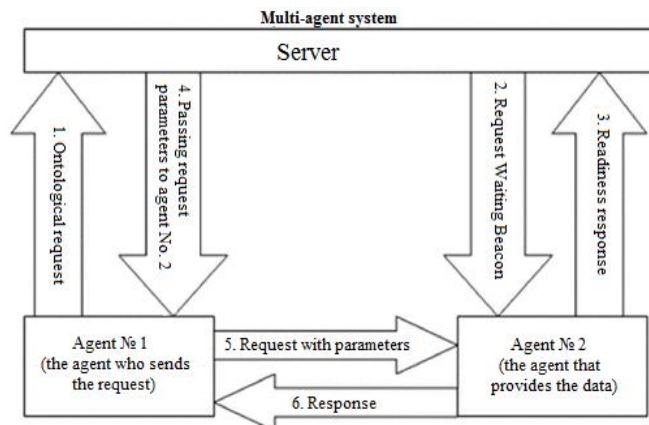 Multi-agent system
Server
1. Ontological request
4. Passing request
parameters to agent No. 2
2. Request Waiting Beacon
3. Readiness response
Agent № 1
(the agent who sends
the request)
5. Request with parameters
Agent № 2
(the agent that
provides the data)
6. Response